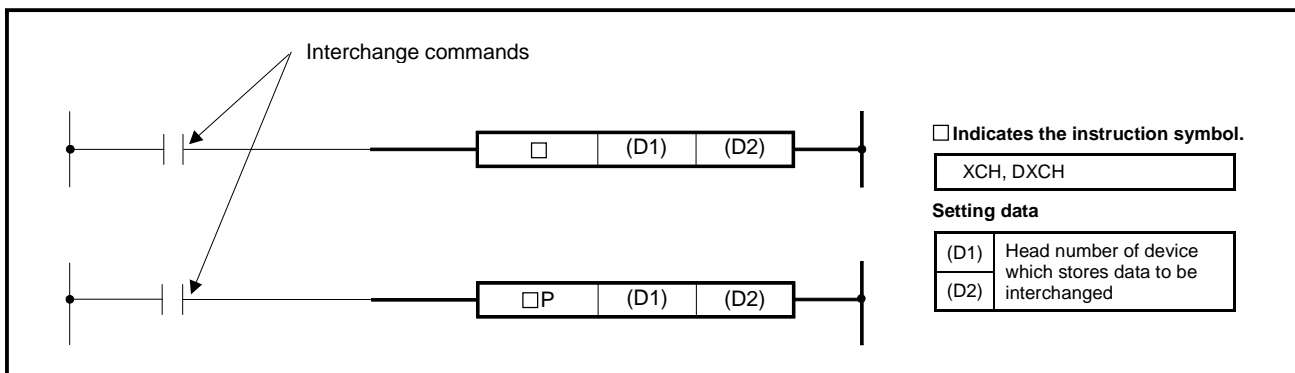 Interchange commands
□ (D1) (D2)
□P (D1) (D2)
□ Indicates the instruction symbol.
XCH, DXCH
Setting data
(D1)
(D2)
Head number of device
which stores data to be
interchanged